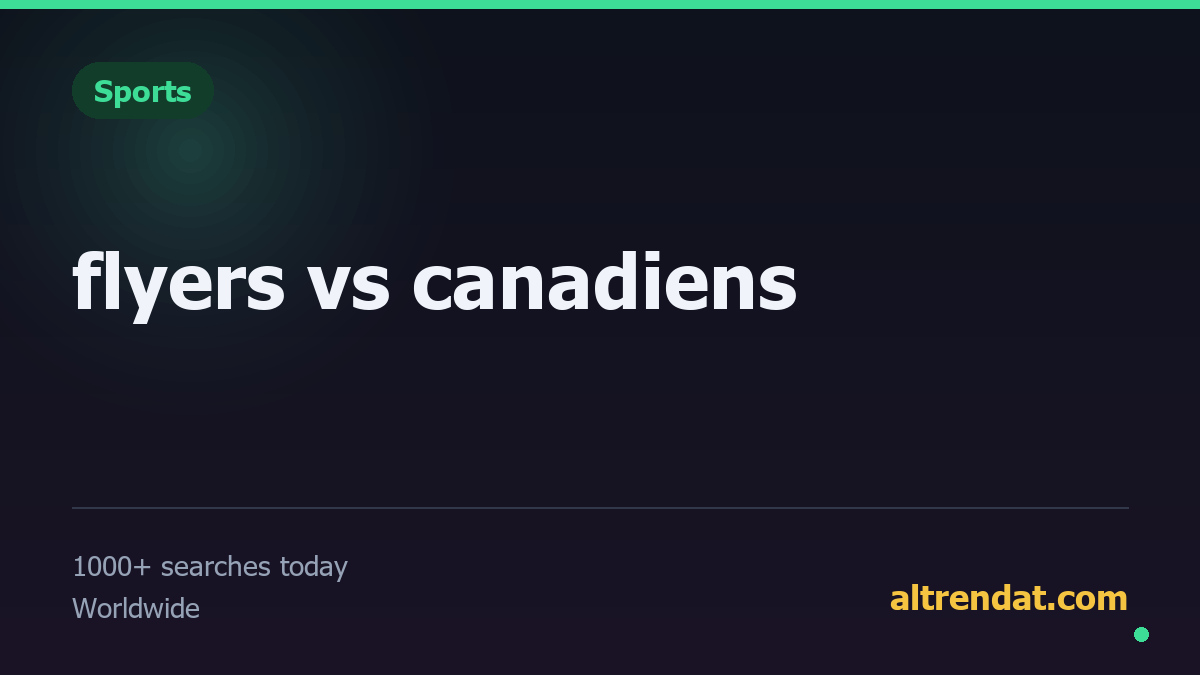 Sports
flyers vs canadiens
1000+ searches today
Worldwide
altrendat.com